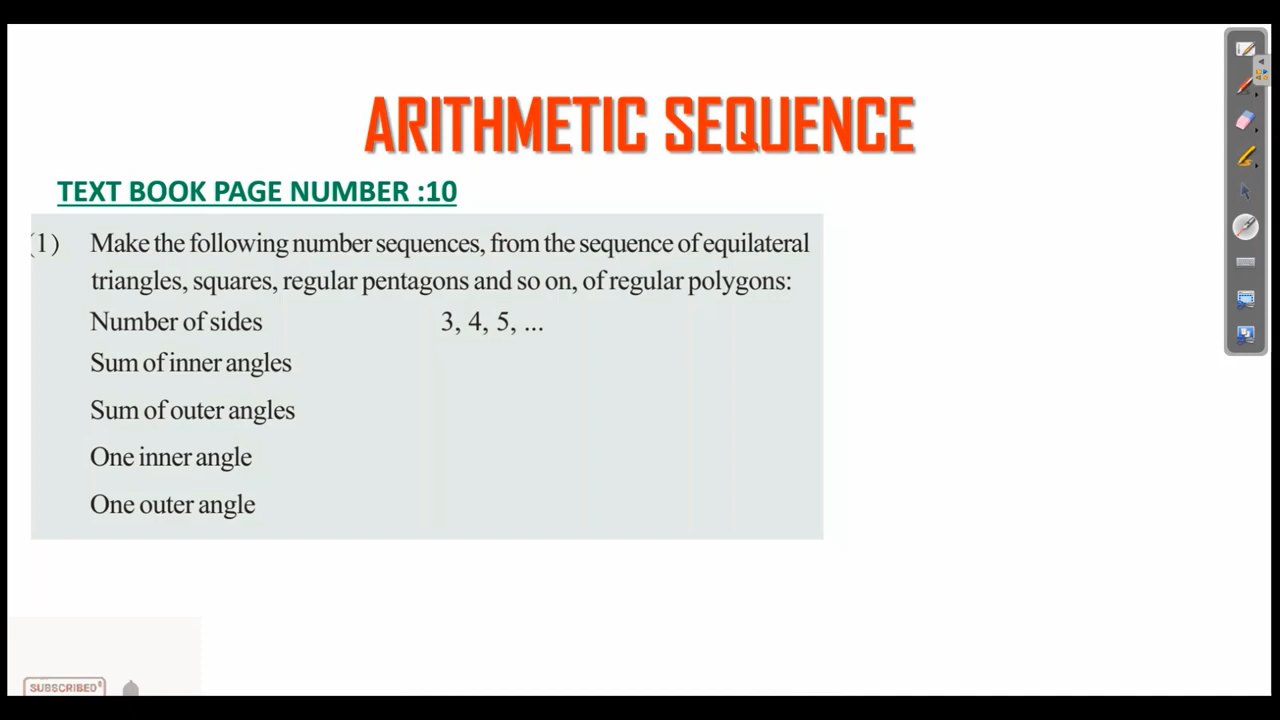 ARITHMETIC SEQUENCE
TEXT BOOK PAGE NUMBER :10
(1) Make the following number sequences, from the sequence of equilateral
triangles, squares, regular pentagons and so on, of regular polygons:
Number of sides 3, 4, 5, ...
Sum of inner angles
Sum of outer angles
One inner angle
One outer angle
SUBSCRIBED